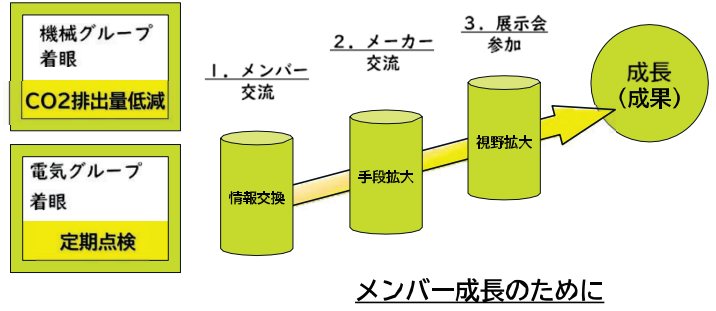 機械グループ
着眼
CO2排出量低減
電気グループ
着眼
定期点検
1．メンバー
交流
情報交換
2．メーカー
交流
手段拡大
3．展示会
参加
視野拡大
成長
（成果）
メンバー成長のために